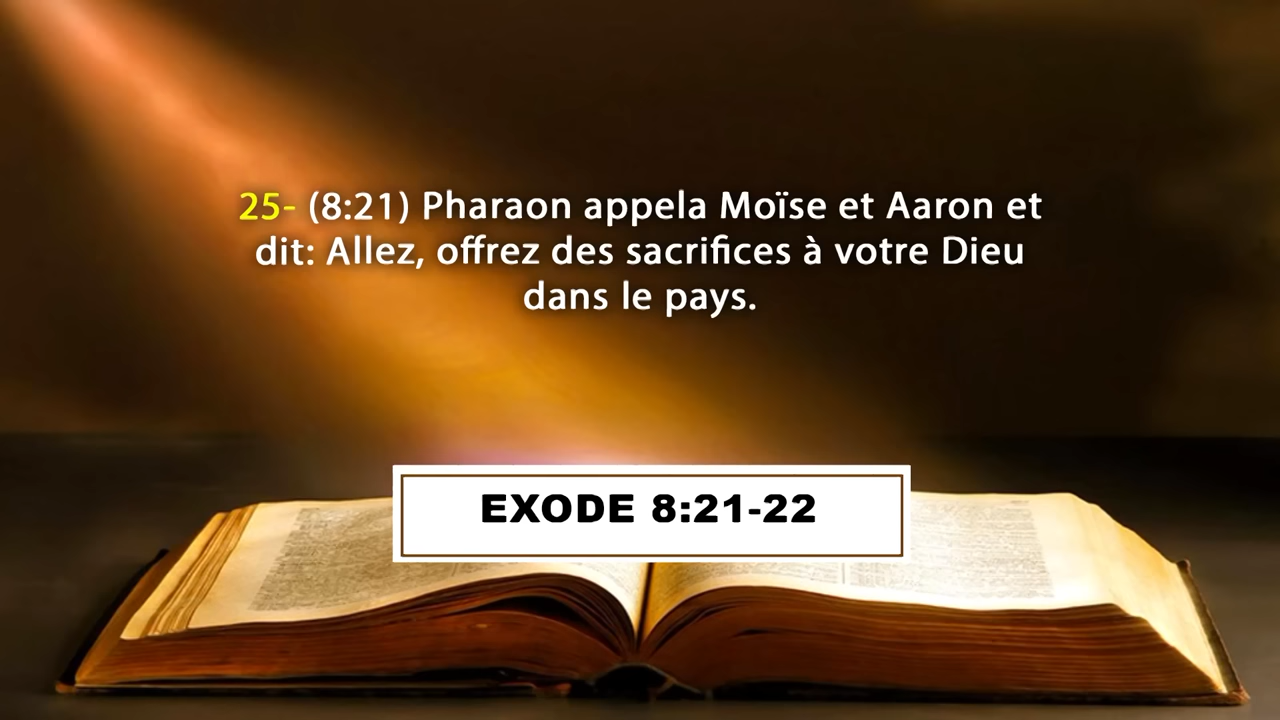 25- (8:21) Pharaon appela Moïse et Aaron et
dit: Allez, offrez des sacrifices à votre Dieu
dans le pays.
EXODE 8:21-22